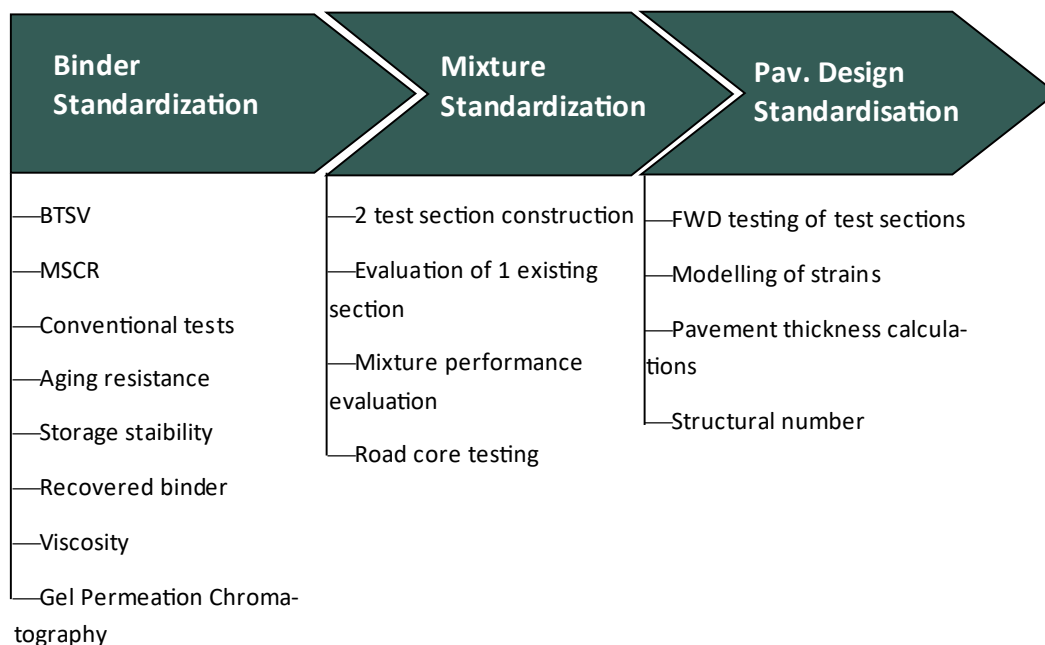 Binder
Standardization
BTSV
MSCR
Conventional tests
Aging resistance
Storage staibility
Recovered binder
Viscosity
Gel Permeation Chroma-
tography
Mixture
Standardization
2 test section construction
Evaluation of 1 existing
section
Mixture performance
evaluation
Road core testing
Pav. Design
Standardisation
FWD testing of test sections
Modelling of strains
Pavement thickness calcula-
tions
Structural number